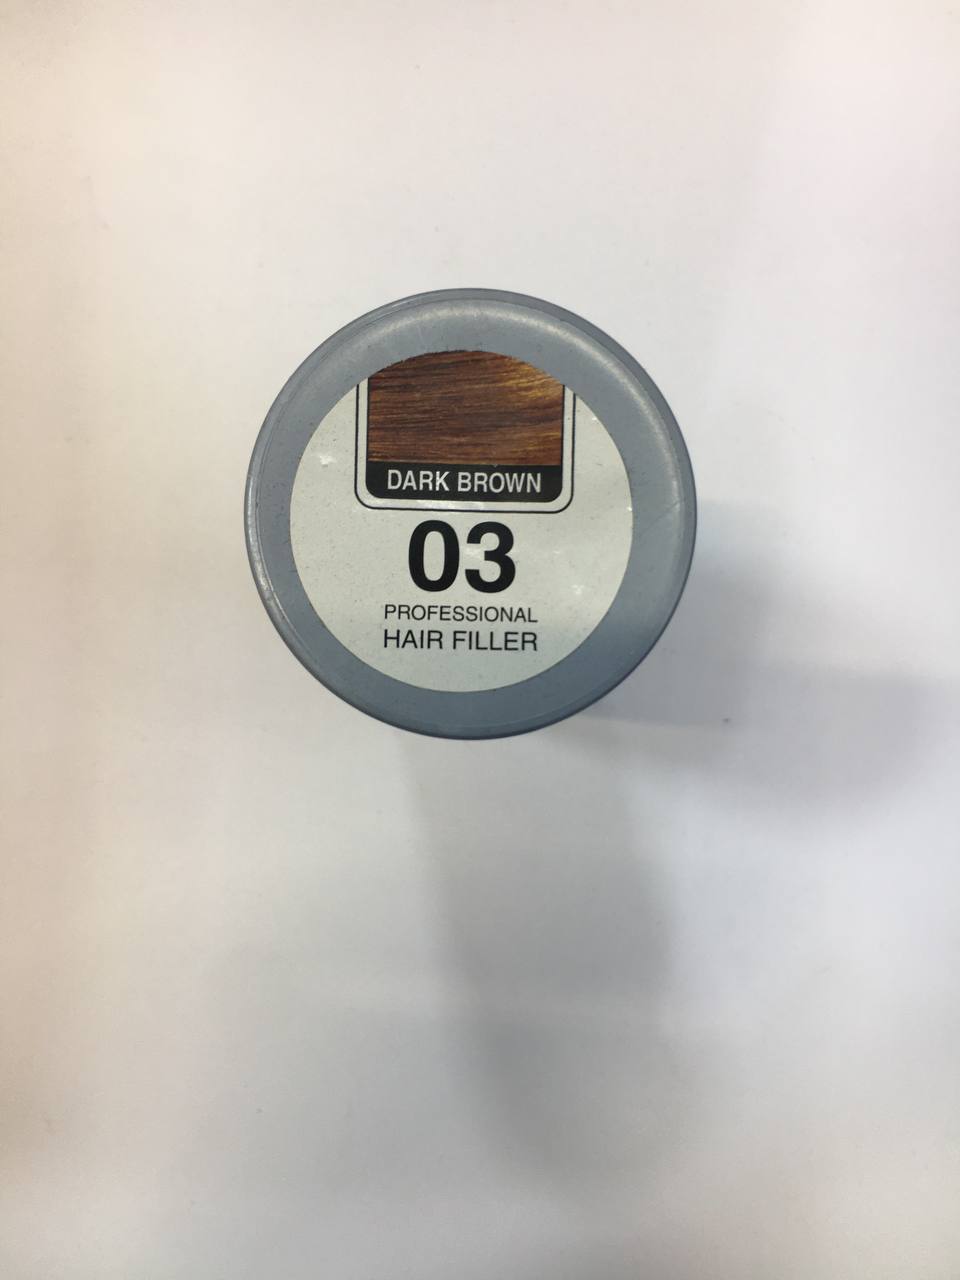 DARK BROWN
03
PROFESSIONAL
HAIR FILLER